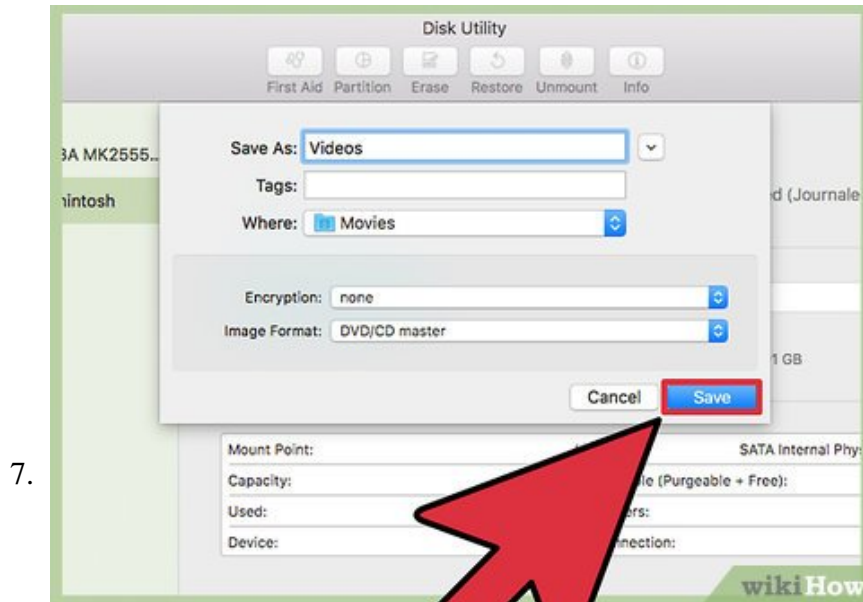 Disk Utility
First Aid Partition Erase Restore Unmount Info
Save As: Videos
3A MK2555...
Tags:
d (Journale
intosh
Where: Movies
Encryption: none
Image Format: DVD/CD master
1 GB
Cancel Save
Mount Point: SATA Internal Phy
7.
Capacity: le (Purgeable + Free):
Used: ers:
Device: nnection:
wikiHow